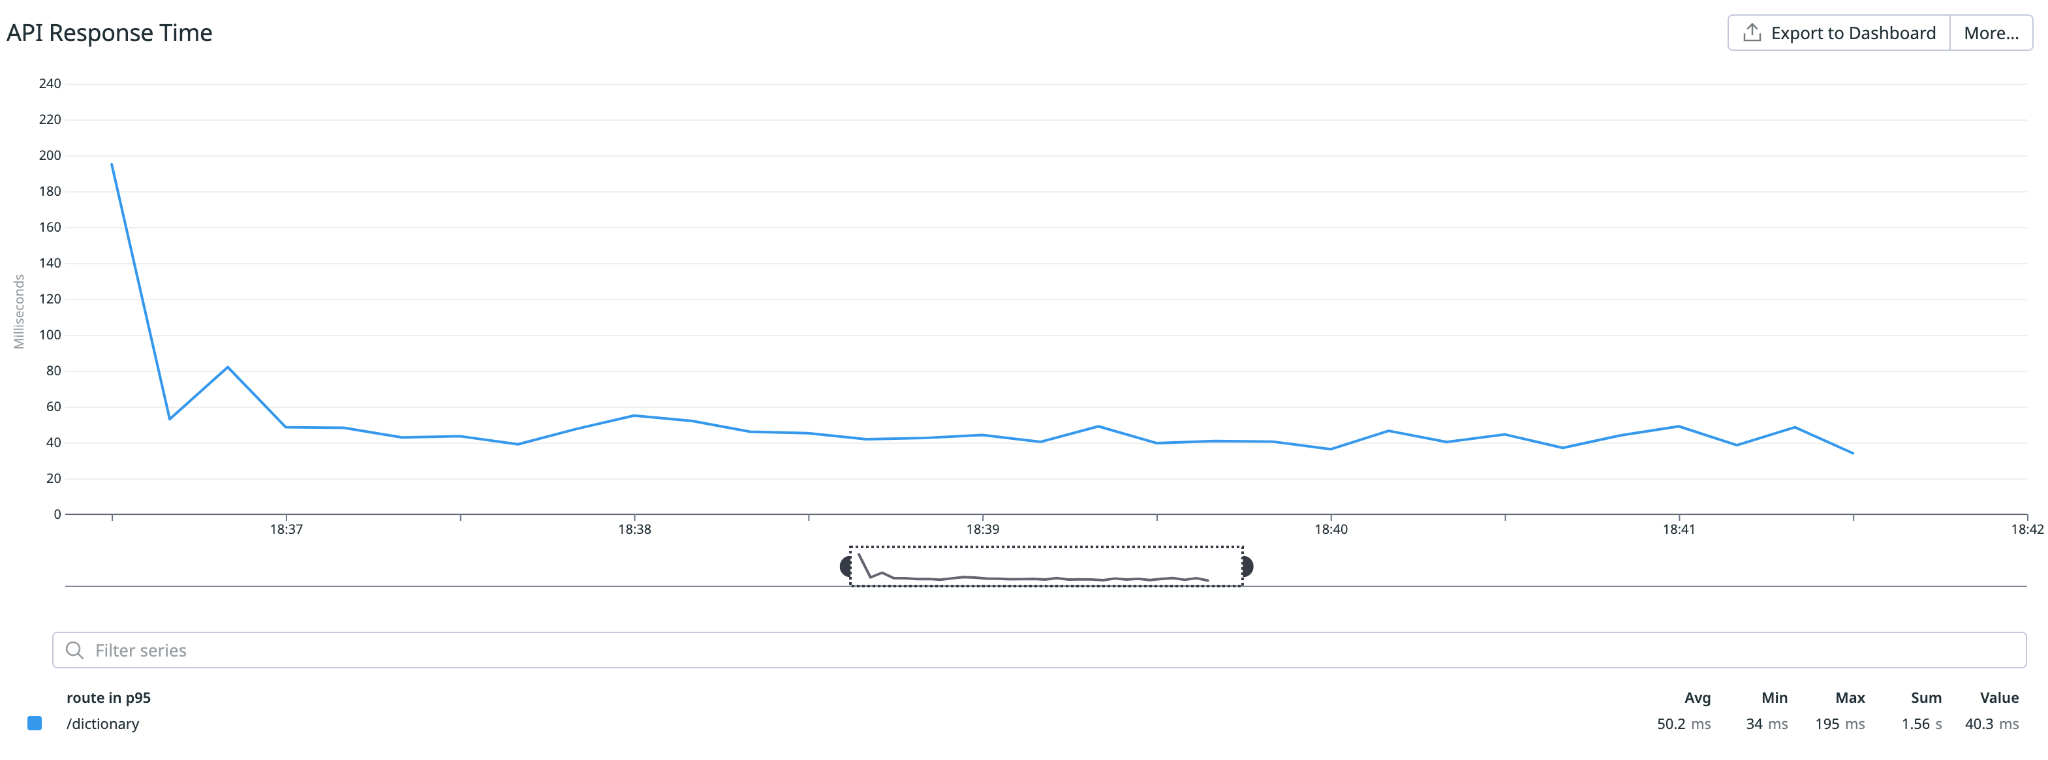 API Response Time
Export to Dashboard
More...
Milliseconds
240
220
200
180
160
140
120
100
80
60
40
20
0
18:37 18:38 18:39 18:40 18:41 18:42
Filter series
route in p95 Avg Min Max Sum Value
/dictionary 50.2 ms 34 ms 195 ms 1.56 s 40.3 ms